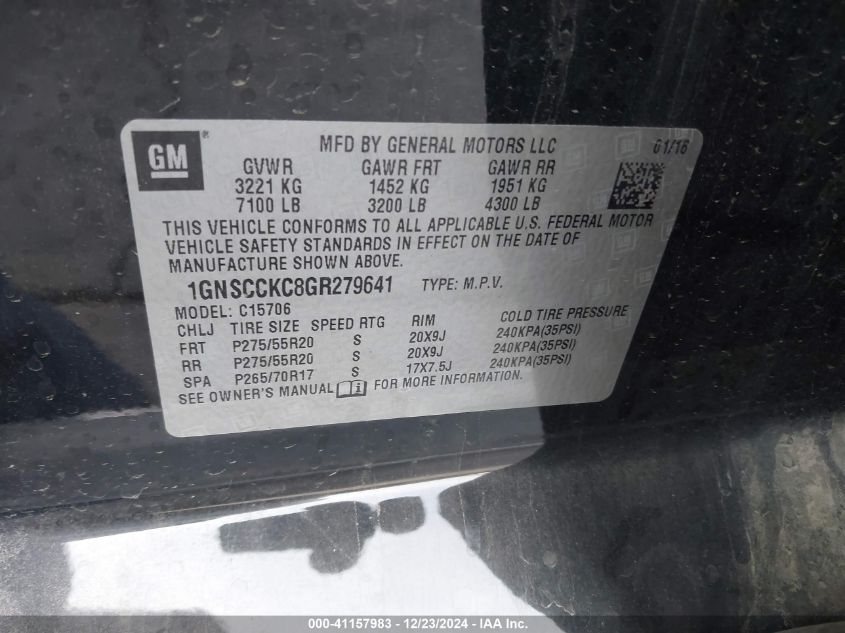 GM ®
MFD BY GENERAL MOTORS LLC 01/16
GVWR GAWR FRT GAWR RR
3221 KG 1452 KG 1951 KG
7100 LB 3200 LB 4300 LB
THIS VEHICLE CONFORMS TO ALL APPLICABLE U.S. FEDERAL MOTOR
VEHICLE SAFETY STANDARDS IN EFFECT ON THE DATE OF
MANUFACTURE SHOWN ABOVE.
1GNSCCKC8GR279641 TYPE: M.P.V.
MODEL: C15706
CHLJ TIRE SIZE SPEED RTG RIM COLD TIRE PRESSURE
FRT P275/55R20 S 20X9J 240KPA(35PSI)
RR P275/55R20 S 20X9J 240KPA(35PSI)
SPA P265/70R17 S 17X7.5J 240KPA(35PSI)
SEE OWNER'S MANUAL i FOR MORE INFORMATION.
000-41157983 - 12/23/2024 - IAA Inc.